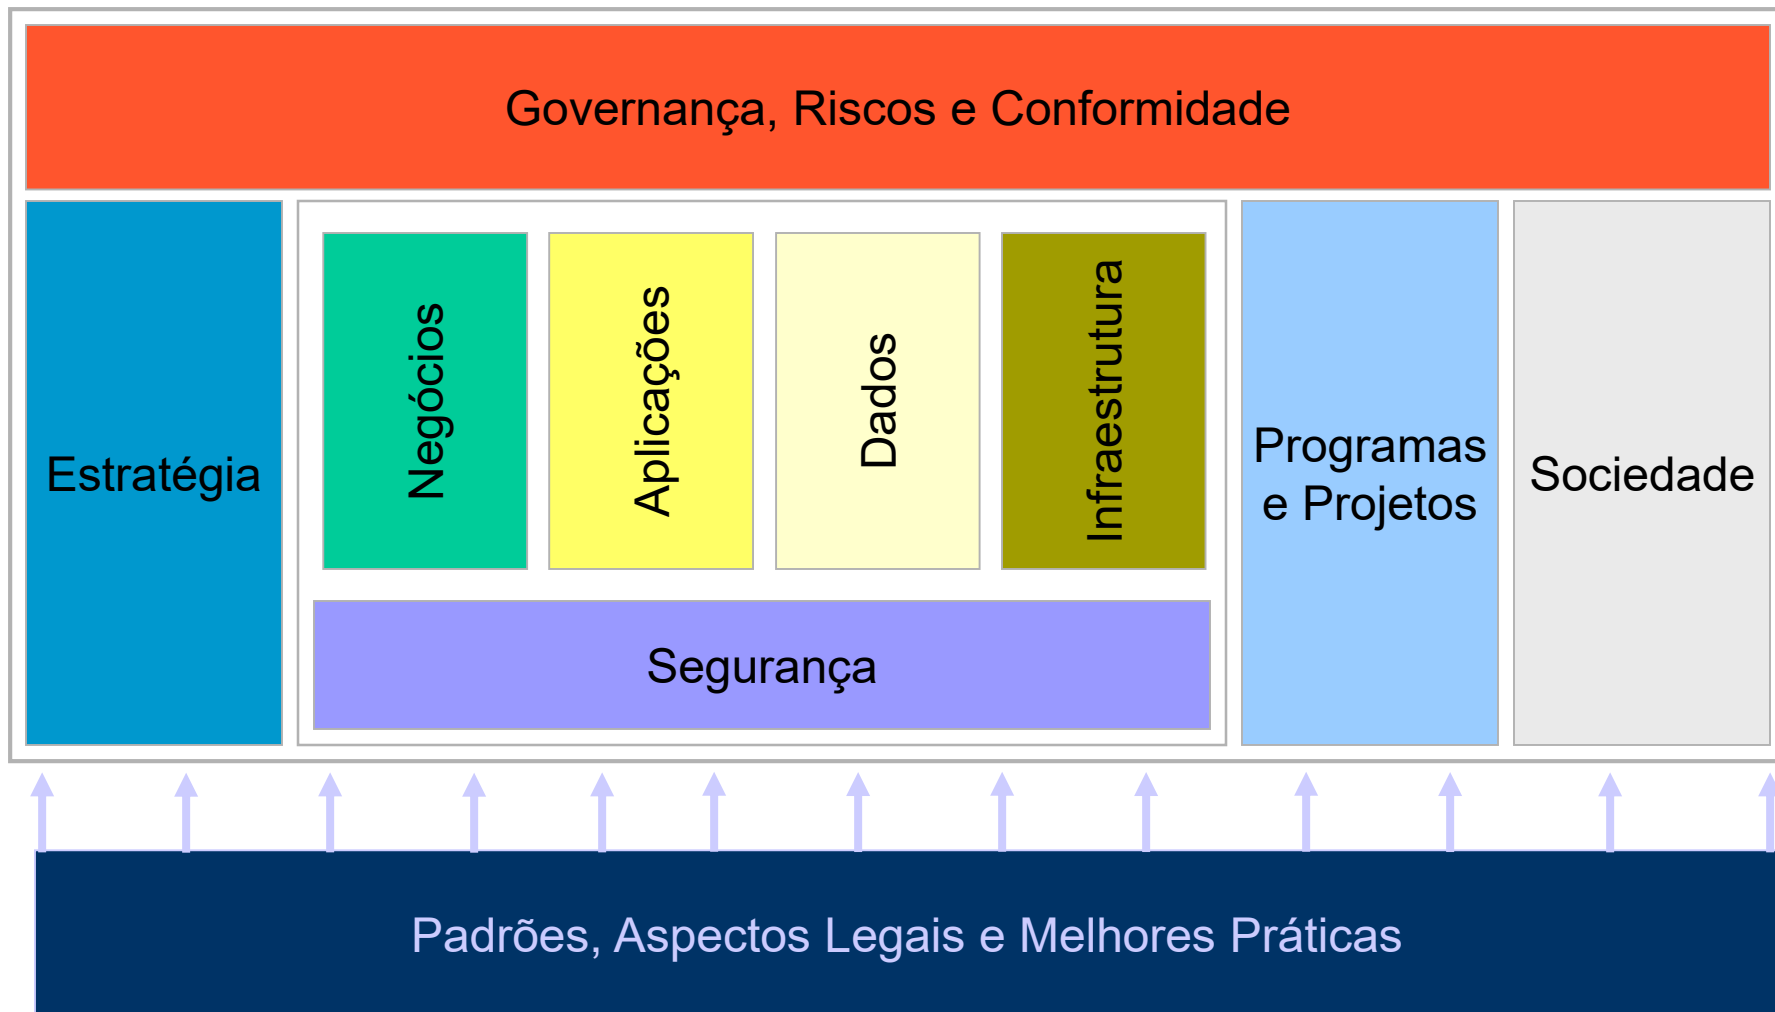 Governança, Riscos e Conformidade
Estratégia
Negócios
Aplicações
Dados
Infraestrutura
Segurança
Programas
e Projetos
Sociedade
Padrões, Aspectos Legais e Melhores Práticas